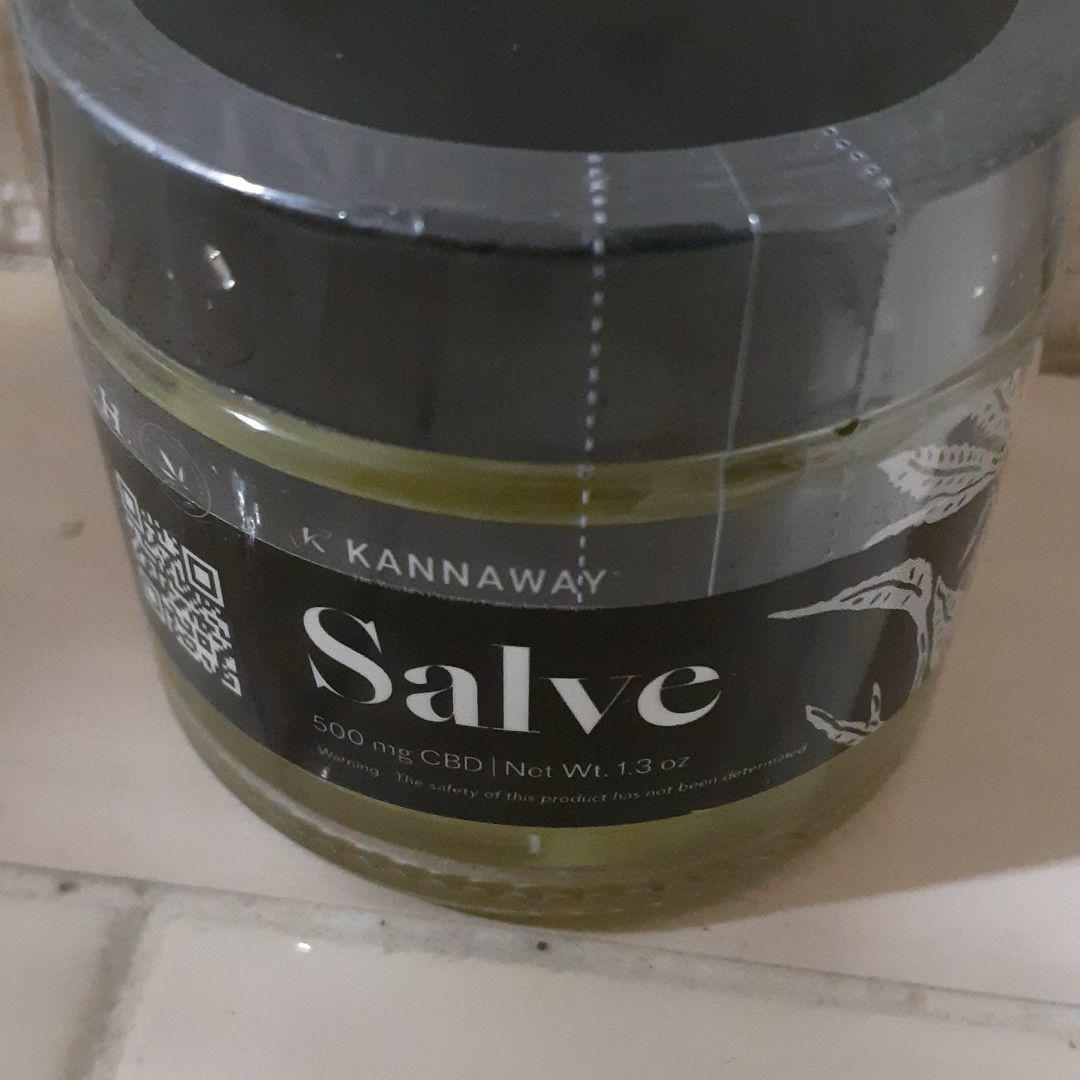 KANNAWAY
Salve
500 mg CBD | Net Wt. 1.3 oz
Warning The safety of this product has not been determined